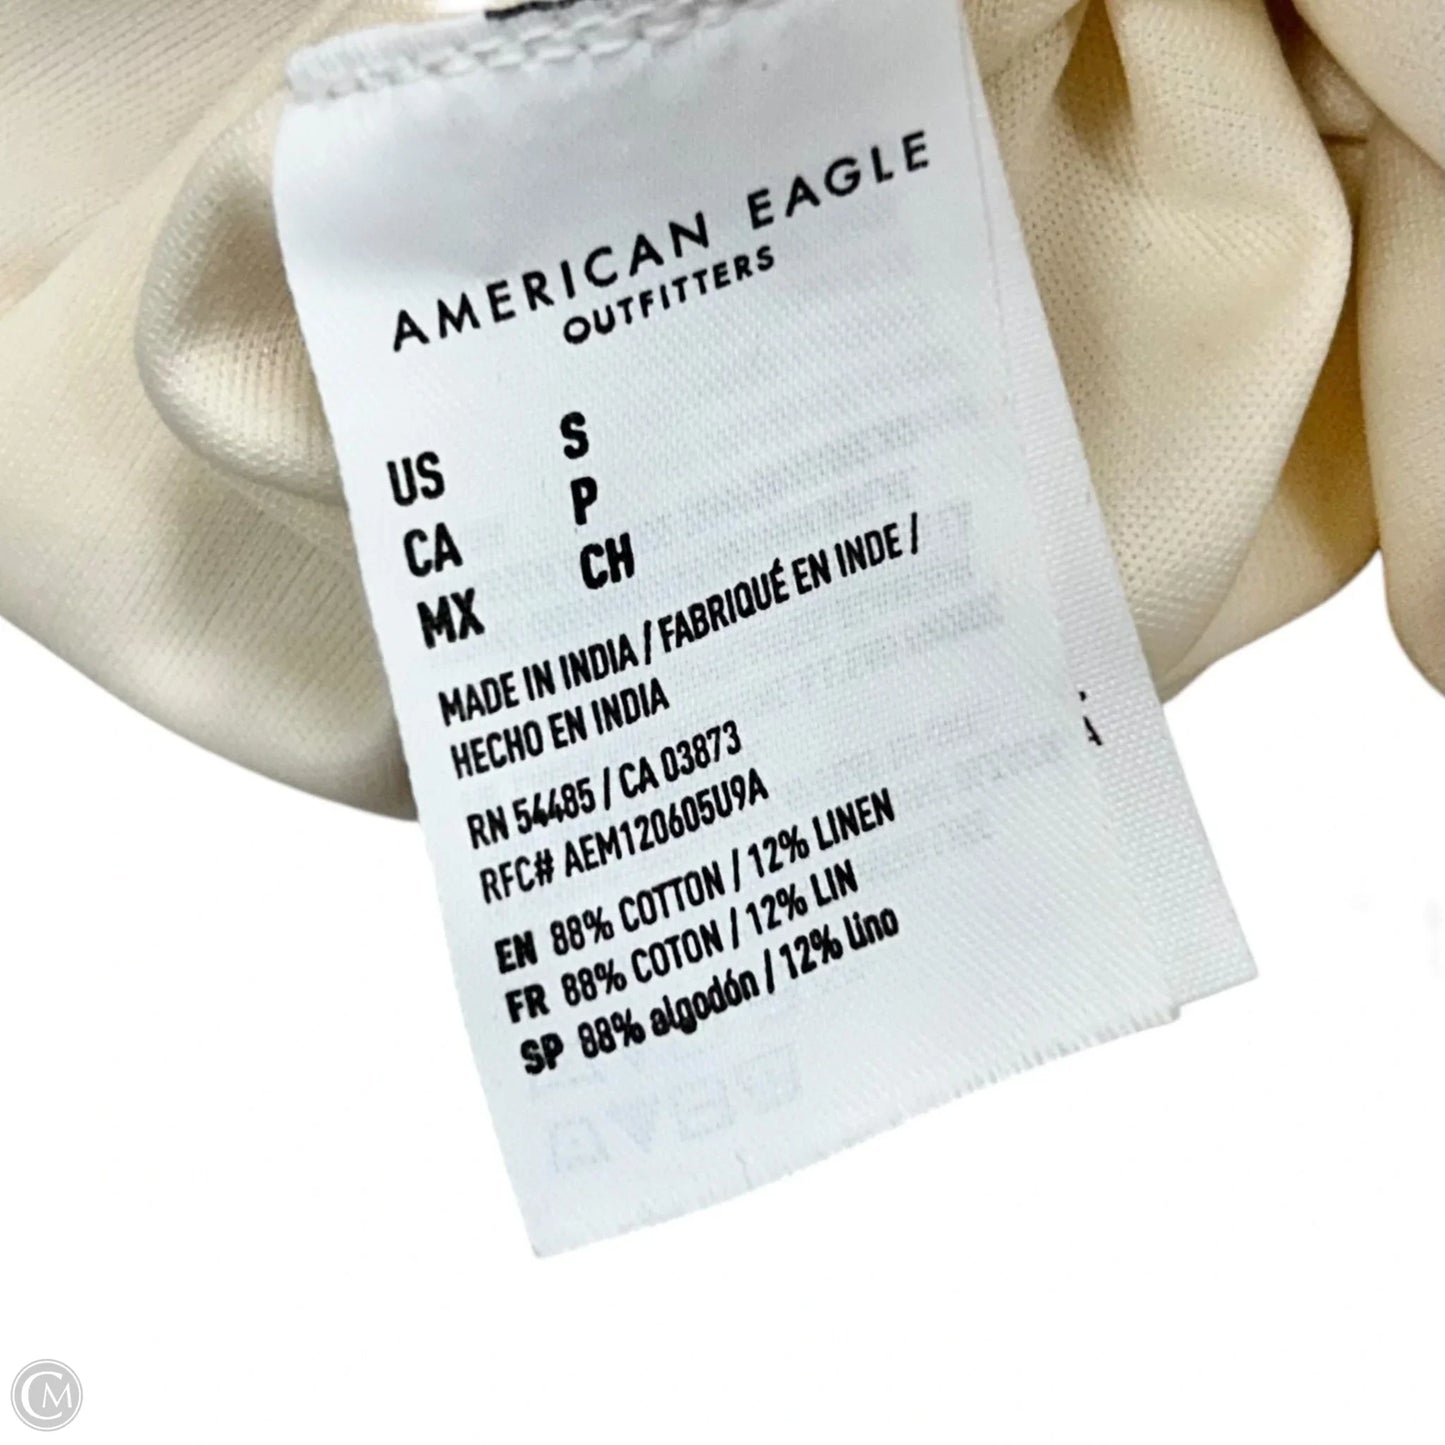 AMERICAN EAGLE
OUTFITTERS
US S
CA P
MX CH
MADE IN INDIA / FABRIQUÉ EN INDE /
HECHO EN INDIA
RN 54485 / CA 03873
RFC# AEM120605U9A
EN 88% COTTON / 12% LINEN
FR 88% COTON / 12% LIN
SP 88% algodón / 12% lino
CM